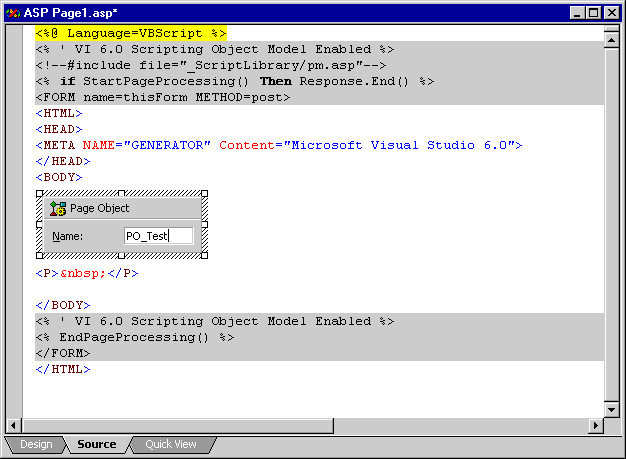 ASP Page1.asp*
<%@ Language=VBScript %>
<% ' VI 6.0 Scripting Object Model Enabled %>
<!--#include file="_ScriptLibrary/pm.asp"-->
<% if StartPageProcessing() Then Response.End() %>
<FORM name=thisForm METHOD=post>
<HTML>
<HEAD>
<META NAME="GENERATOR" Content="Microsoft Visual Studio 6.0">
</HEAD>
<BODY>
Page Object
Name: PO_Test
<P>&nbsp;</P>
</BODY>
<% ' VI 6.0 Scripting Object Model Enabled %>
<% EndPageProcessing() %>
</FORM>
</HTML>
Design Source Quick View